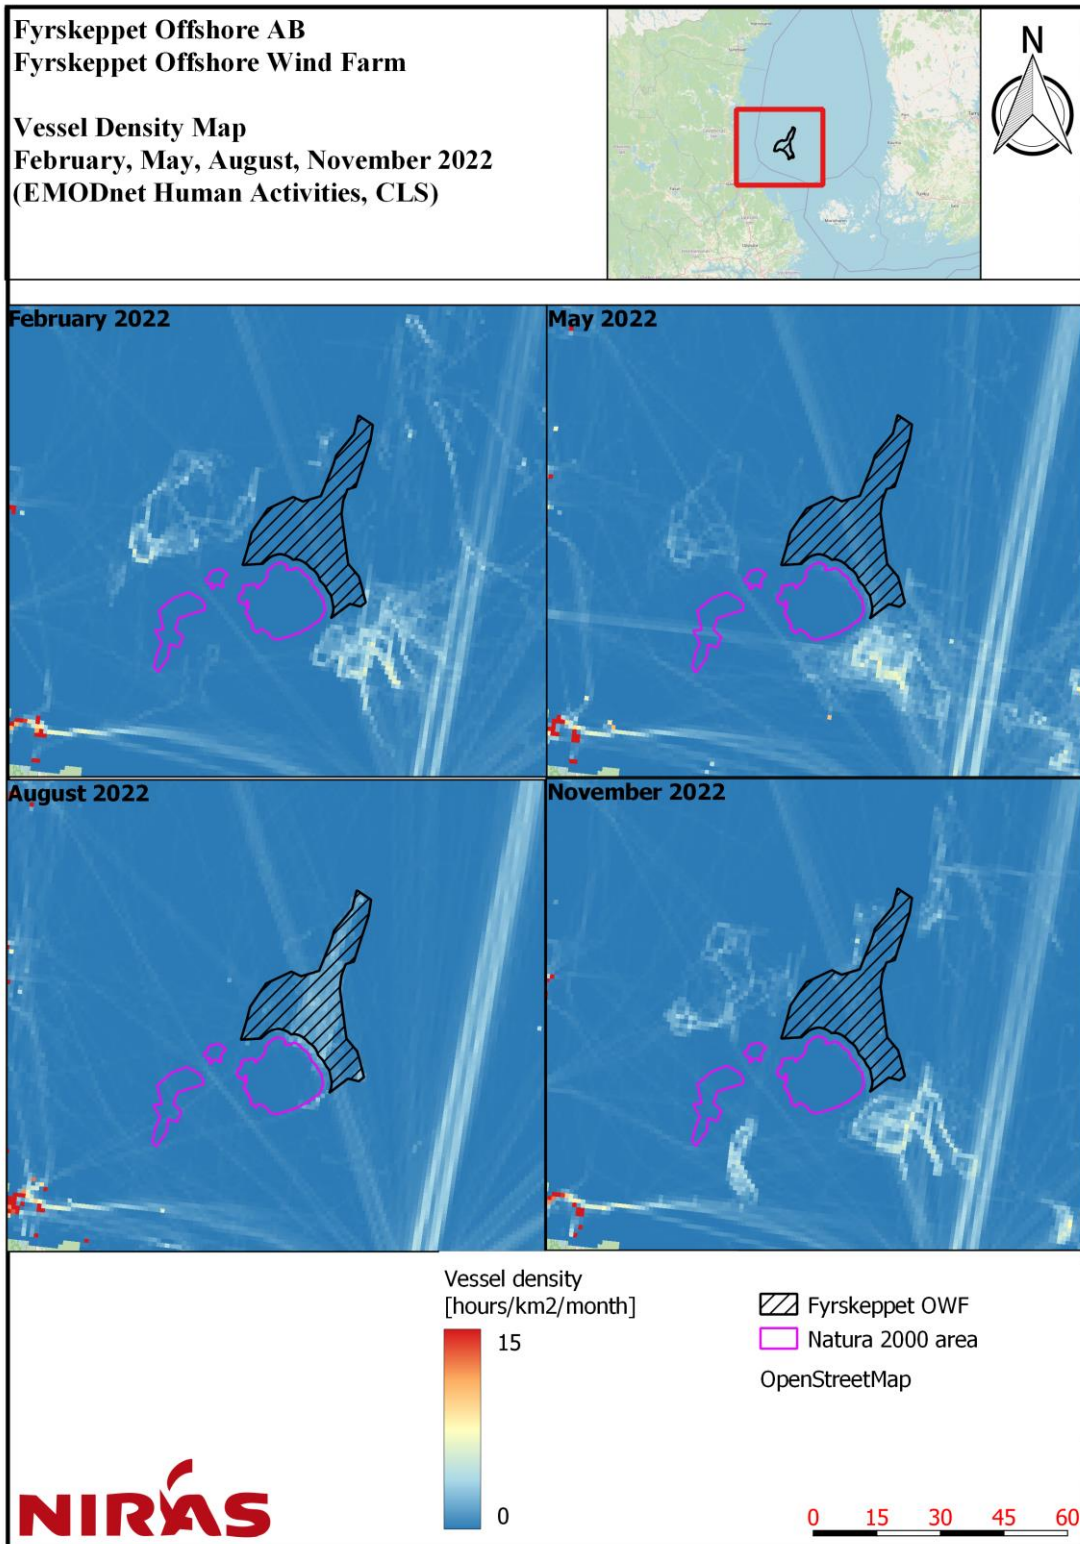 Fyrskeppet Offshore AB
Fyrskeppet Offshore Wind Farm
Vessel Density Map
February, May, August, November 2022
(EMODnet Human Activities, CLS)
N
February 2022
May 2022
August 2022
November 2022
Vessel density
[hours/km2/month]
15
0
Fyrskeppet OWF
Natura 2000 area
OpenStreetMap
NIRAS
0 15 30 45 60